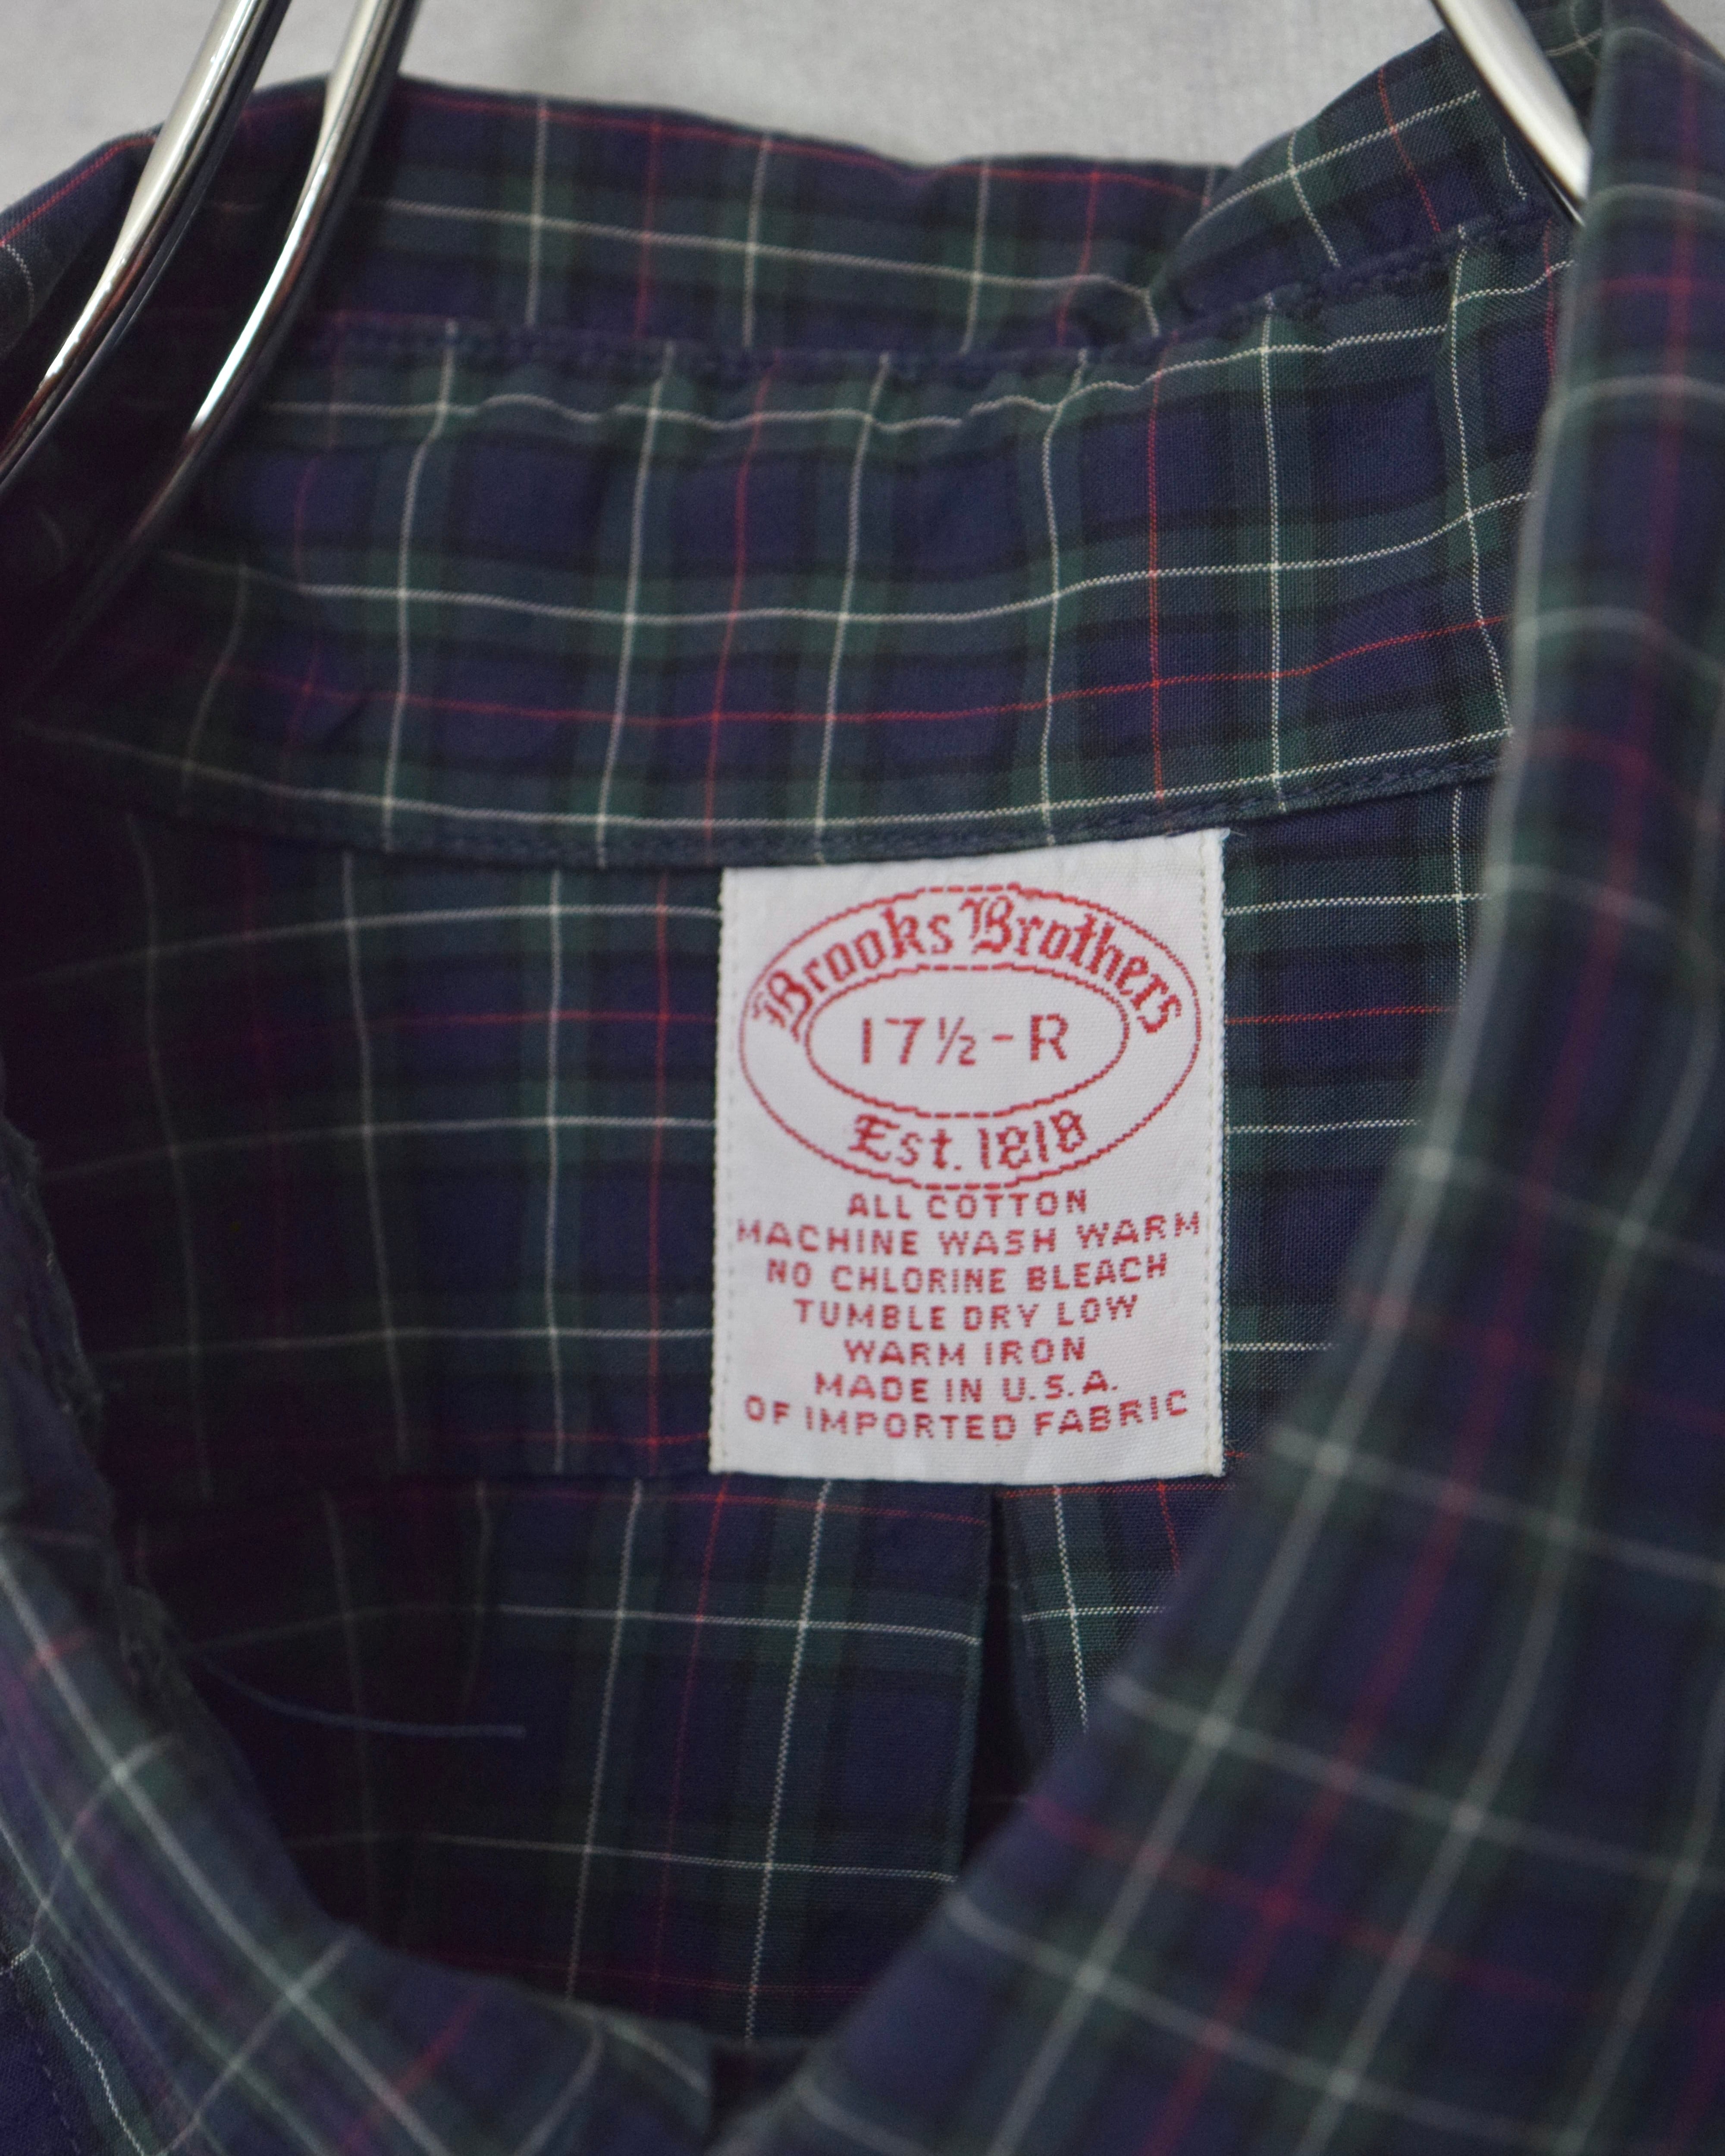 Brooks Brothers
17½-R
Est. 1818
ALL COTTON
MACHINE WASH WARM
NO CHLORINE BLEACH
TUMBLE DRY LOW
WARM IRON
MADE IN U.S.A.
OF IMPORTED FABRIC